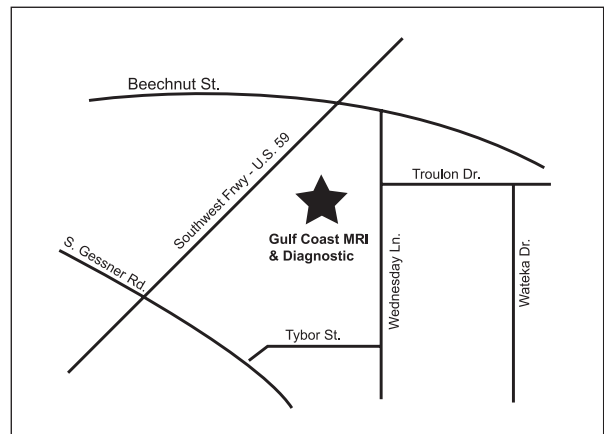 Beechnut St.
Southwest Frwy - U.S. 59
Troulon Dr.
Gulf Coast MRI
& Diagnostic
S. Gessner Rd.
Wednesday Ln.
Wateka Dr.
Tybor St.